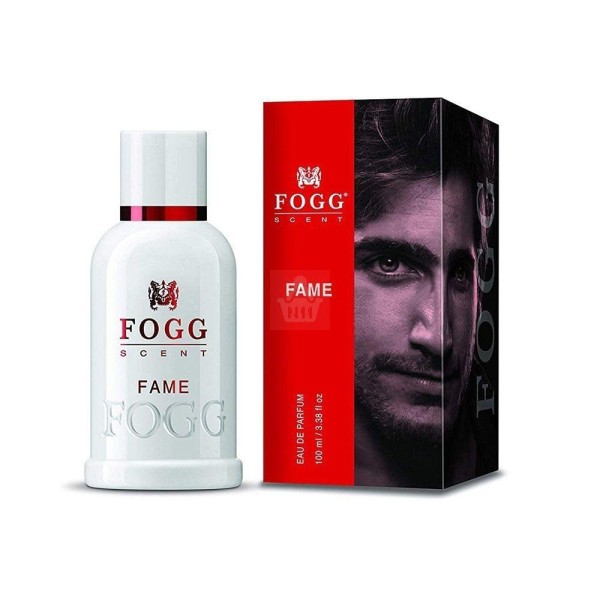 FOGG
SCENT
FAME
FOGG
FOGG®
SCENT
FAME
EAU DE PARFUM
100 ml / 3.38 fl oz
FOGG